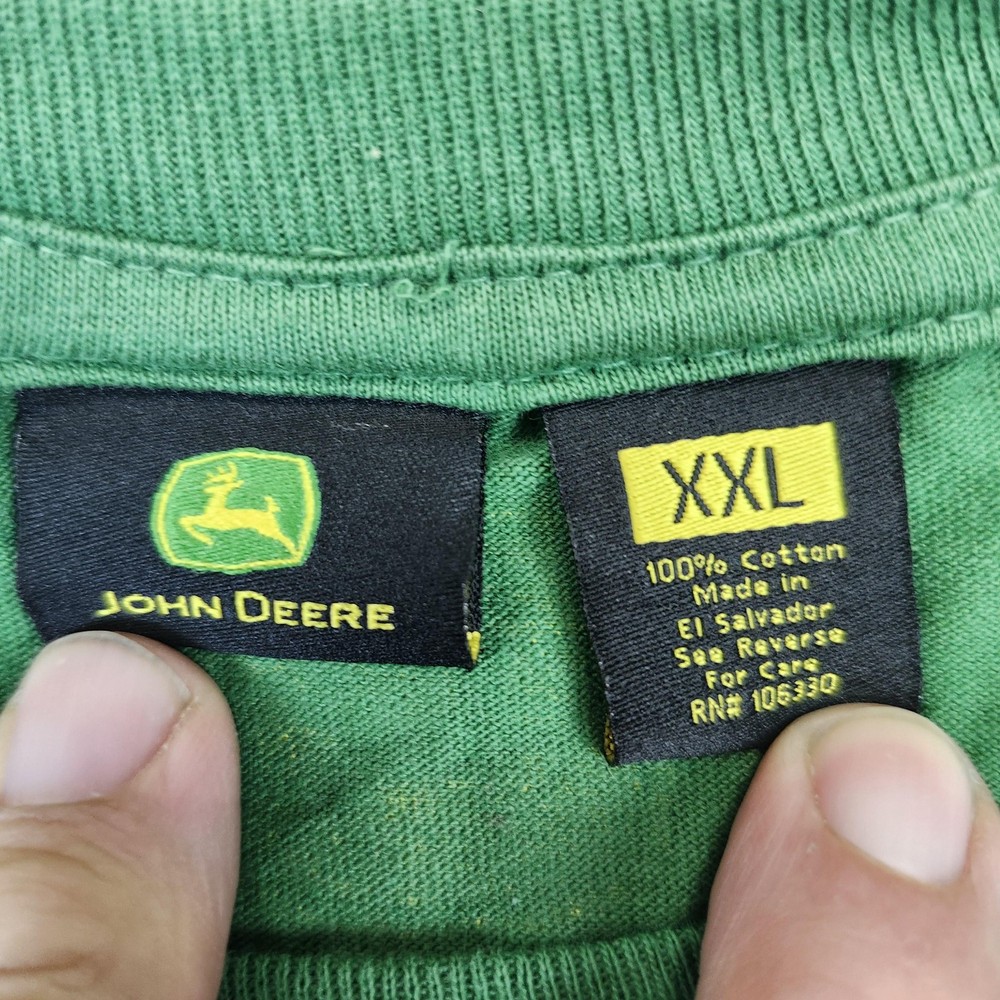 JOHN DEERE
XXL
100% Cotton
Made in
El Salvador
See Reverse
For Care
RN# 106330